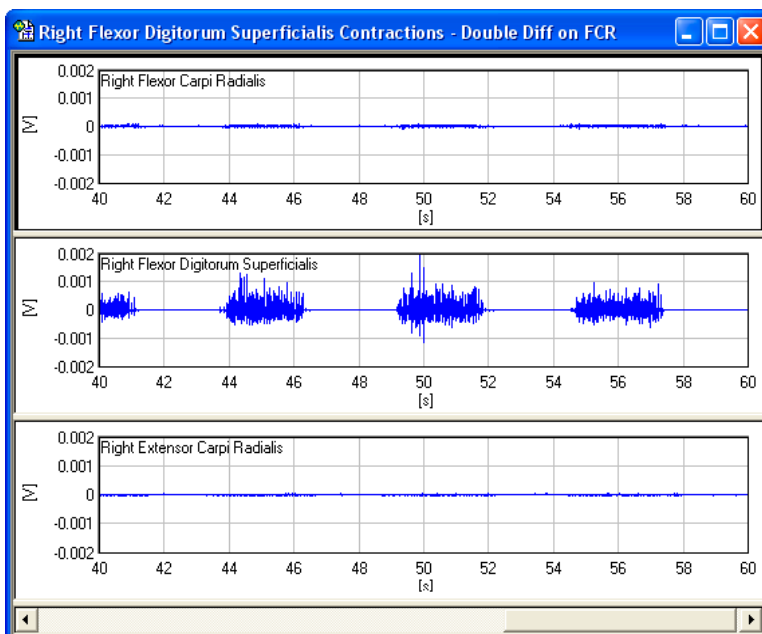 Right Flexor Digitorum Superficialis Contractions - Double Diff on FCR
0.002
Right Flexor Carpi Radialis
0.001
[V]
0
-0.001
-0.002
40 42 44 46 48 50 52 54 56 58 60
[s]
0.002
Right Flexor Digitorum Superficialis
0.001
[V]
0
-0.001
-0.002
40 42 44 46 48 50 52 54 56 58 60
[s]
0.002
Right Extensor Carpi Radialis
0.001
[V]
0
-0.001
-0.002
40 42 44 46 48 50 52 54 56 58 60
[s]